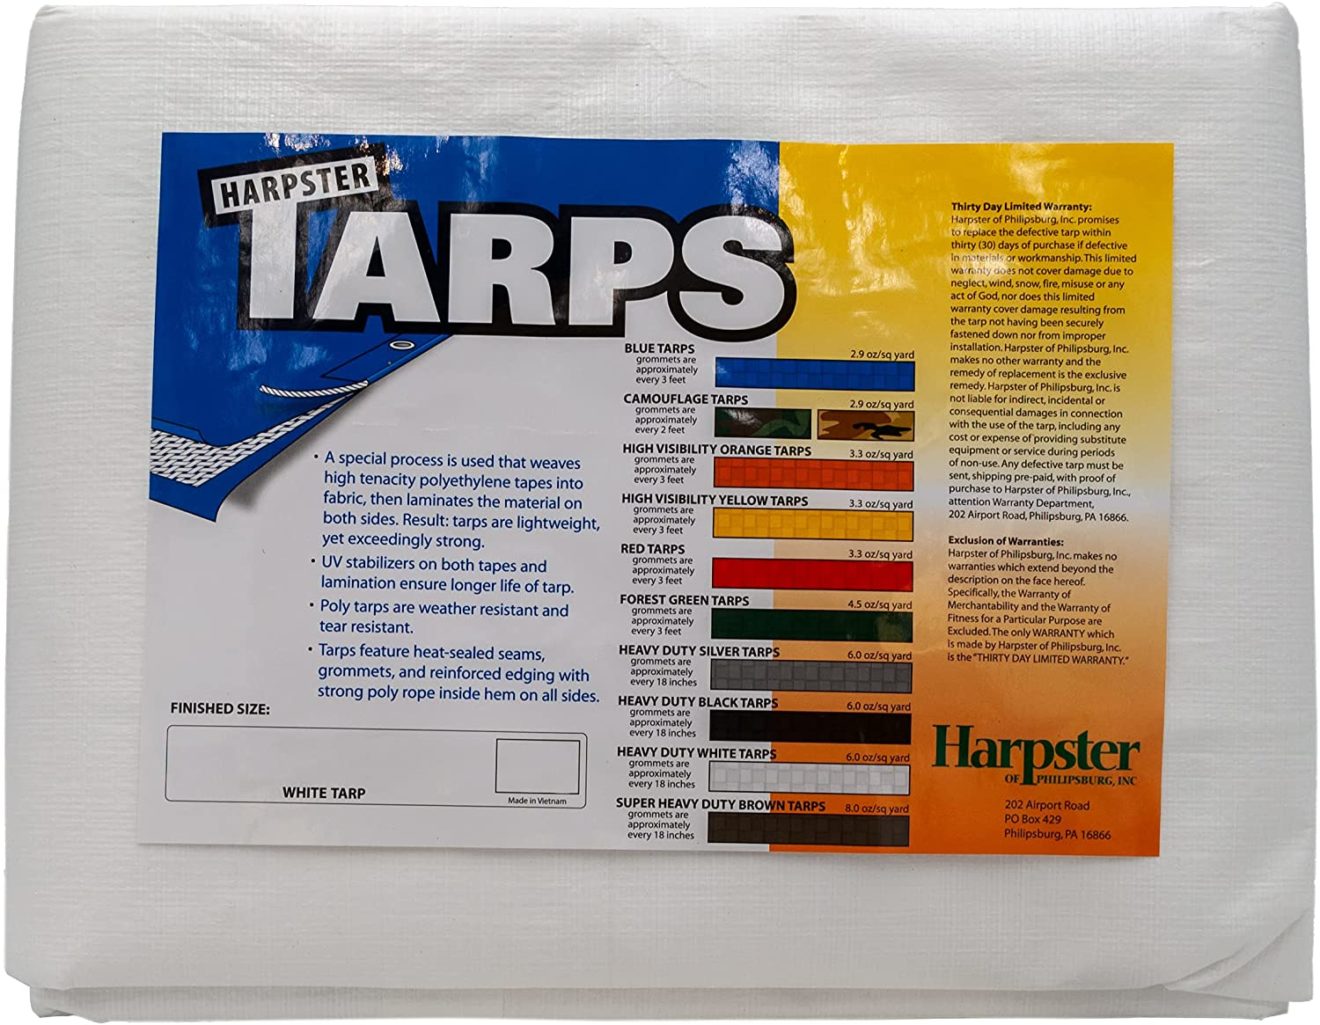 HARPSTER
TARPS
BLUE TARPS
grommets are
approximately
every 3 feet
2.9 oz/sq yard
CAMOUFLAGE TARPS
grommets are
approximately
every 2 feet
2.9 oz/sq yard
HIGH VISIBILITY ORANGE TARPS
grommets are
approximately
every 3 feet
3.3 oz/sq yard
HIGH VISIBILITY YELLOW TARPS
grommets are
approximately
every 3 feet
3.3 oz/sq yard
RED TARPS
grommets are
approximately
every 3 feet
3.3 oz/sq yard
FOREST GREEN TARPS
grommets are
approximately
every 3 feet
4.5 oz/sq yard
HEAVY DUTY SILVER TARPS
grommets are
approximately
every 18 inches
6.0 oz/sq yard
HEAVY DUTY BLACK TARPS
grommets are
approximately
every 18 inches
6.0 oz/sq yard
HEAVY DUTY WHITE TARPS
grommets are
approximately
every 18 inches
6.0 oz/sq yard
SUPER HEAVY DUTY BROWN TARPS
grommets are
approximately
every 18 inches
8.0 oz/sq yard
• A special process is used that weaves
high tenacity polyethylene tapes into
fabric, then laminates the material on
both sides. Result: tarps are lightweight,
yet exceedingly strong.
• UV stabilizers on both tapes and
lamination ensure longer life of tarp.
• Poly tarps are weather resistant and
tear resistant.
• Tarps feature heat-sealed seams,
grommets, and reinforced edging with
strong poly rope inside hem on all sides.
FINISHED SIZE:
WHITE TARP
Made in Vietnam
Thirty Day Limited Warranty:
Harpster of Philipsburg, Inc. promises
to replace the defective tarp within
thirty (30) days of purchase if defective
in materials or workmanship. This limited
warranty does not cover damage due to
neglect, wind, snow, fire, misuse or any
act of God, nor does this limited
warranty cover damage resulting from
the tarp not having been securely
fastened down nor from improper
installation. Harpster of Philipsburg, Inc.
makes no other warranty and the
remedy of replacement is the exclusive
remedy. Harpster of Philipsburg, Inc. is
not liable for indirect, incidental or
consequential damages in connection
with the use of the tarp, including any
cost or expense of providing substitute
equipment or service during periods
of non-use. Any defective tarp must be
sent, shipping pre-paid, with proof of
purchase to Harpster of Philipsburg, Inc.,
attention Warranty Department,
202 Airport Road, Philipsburg, PA 16866.
Exclusion of Warranties:
Harpster of Philipsburg, Inc. makes no
warranties which extend beyond the
description on the face hereof.
Specifically, the Warranty of
Merchantability and the Warranty of
Fitness for a Particular Purpose are
Excluded. The only WARRANTY which
is made by Harpster of Philipsburg, Inc.
is the "THIRTY DAY LIMITED WARRANTY."
Harpster
OF PHILIPSBURG, INC
202 Airport Road
PO Box 429
Philipsburg, PA 16866